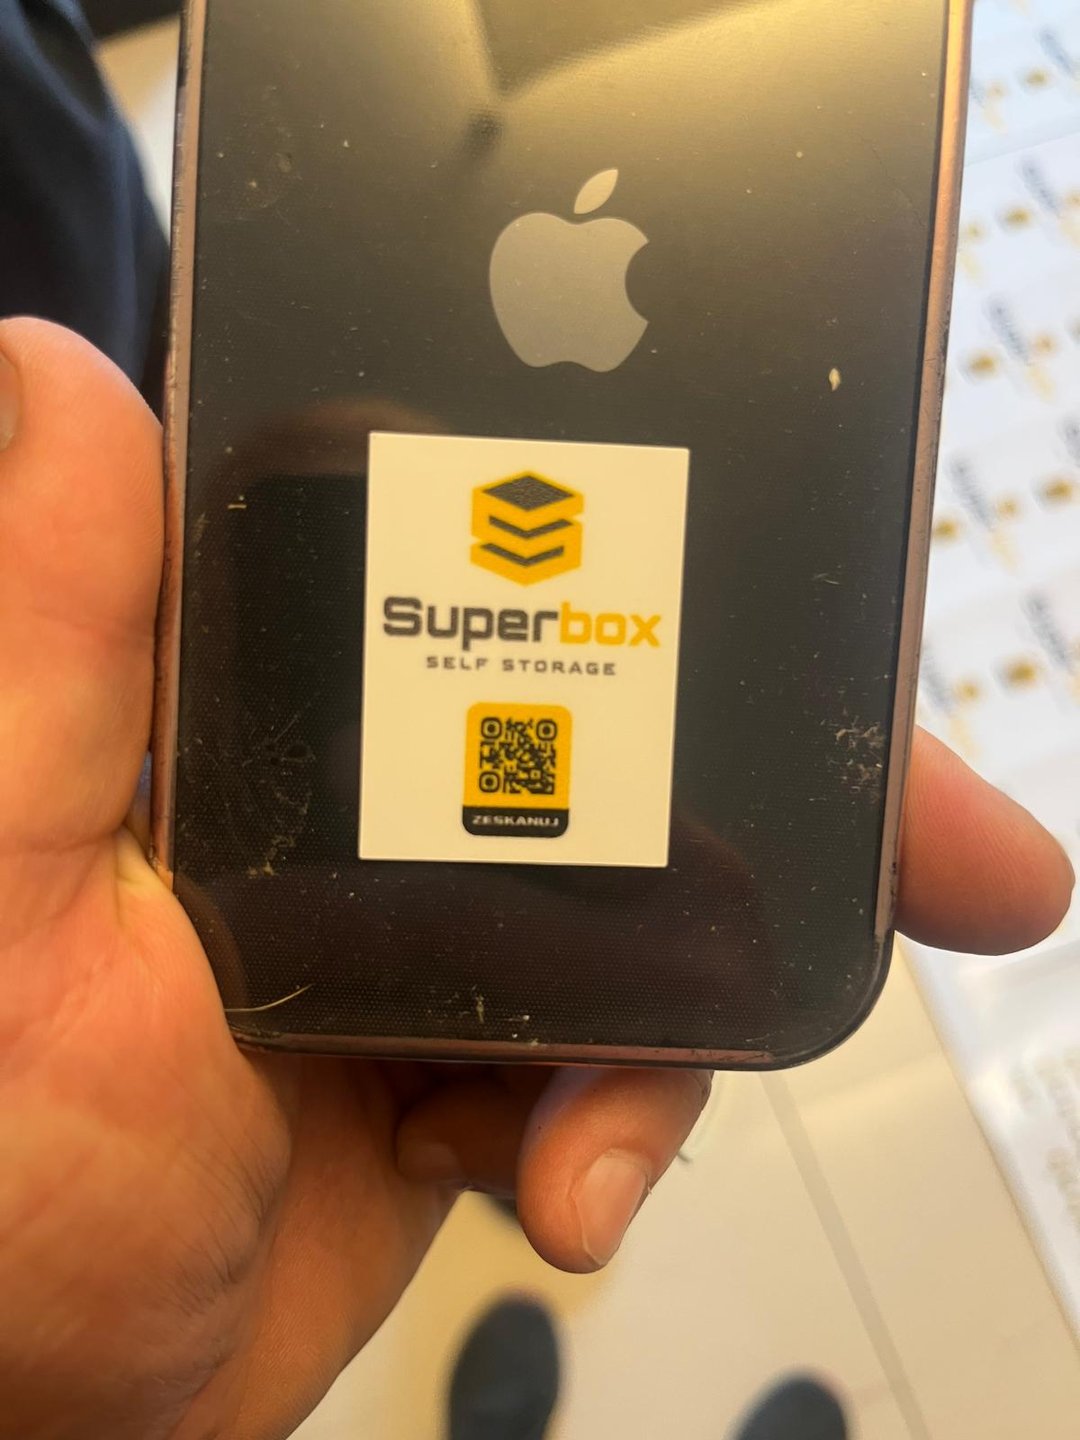 Superbox
SELF STORAGE
ZESKANUJ